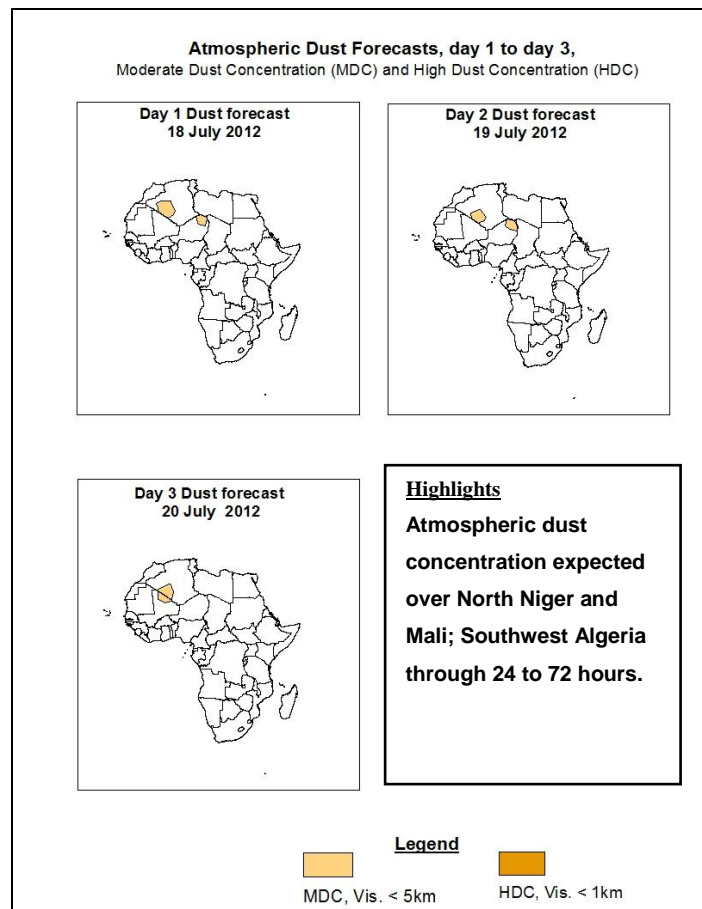 Atmospheric Dust Forecasts, day 1 to day 3,
Moderate Dust Concentration (MDC) and High Dust Concentration (HDC)
Day 1 Dust forecast
18 July 2012
Day 2 Dust forecast
19 July 2012
Day 3 Dust forecast
20 July 2012
Highlights
Atmospheric dust
concentration expected
over North Niger and
Mali; Southwest Algeria
through 24 to 72 hours.
Legend
MDC, Vis. < 5km
HDC, Vis. < 1km